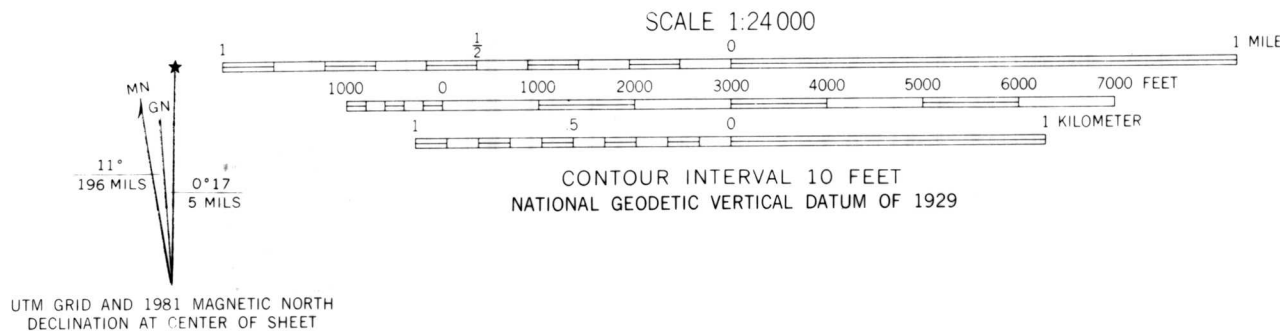 SCALE 1:24 000
1 ½ 0 1 MILE
1000 0 1000 2000 3000 4000 5000 6000 7000 FEET
1 .5 0 1 KILOMETER
CONTOUR INTERVAL 10 FEET
NATIONAL GEODETIC VERTICAL DATUM OF 1929
MN
GN
11°
196 MILS
0°17
5 MILS
UTM GRID AND 1981 MAGNETIC NORTH
DECLINATION AT CENTER OF SHEET